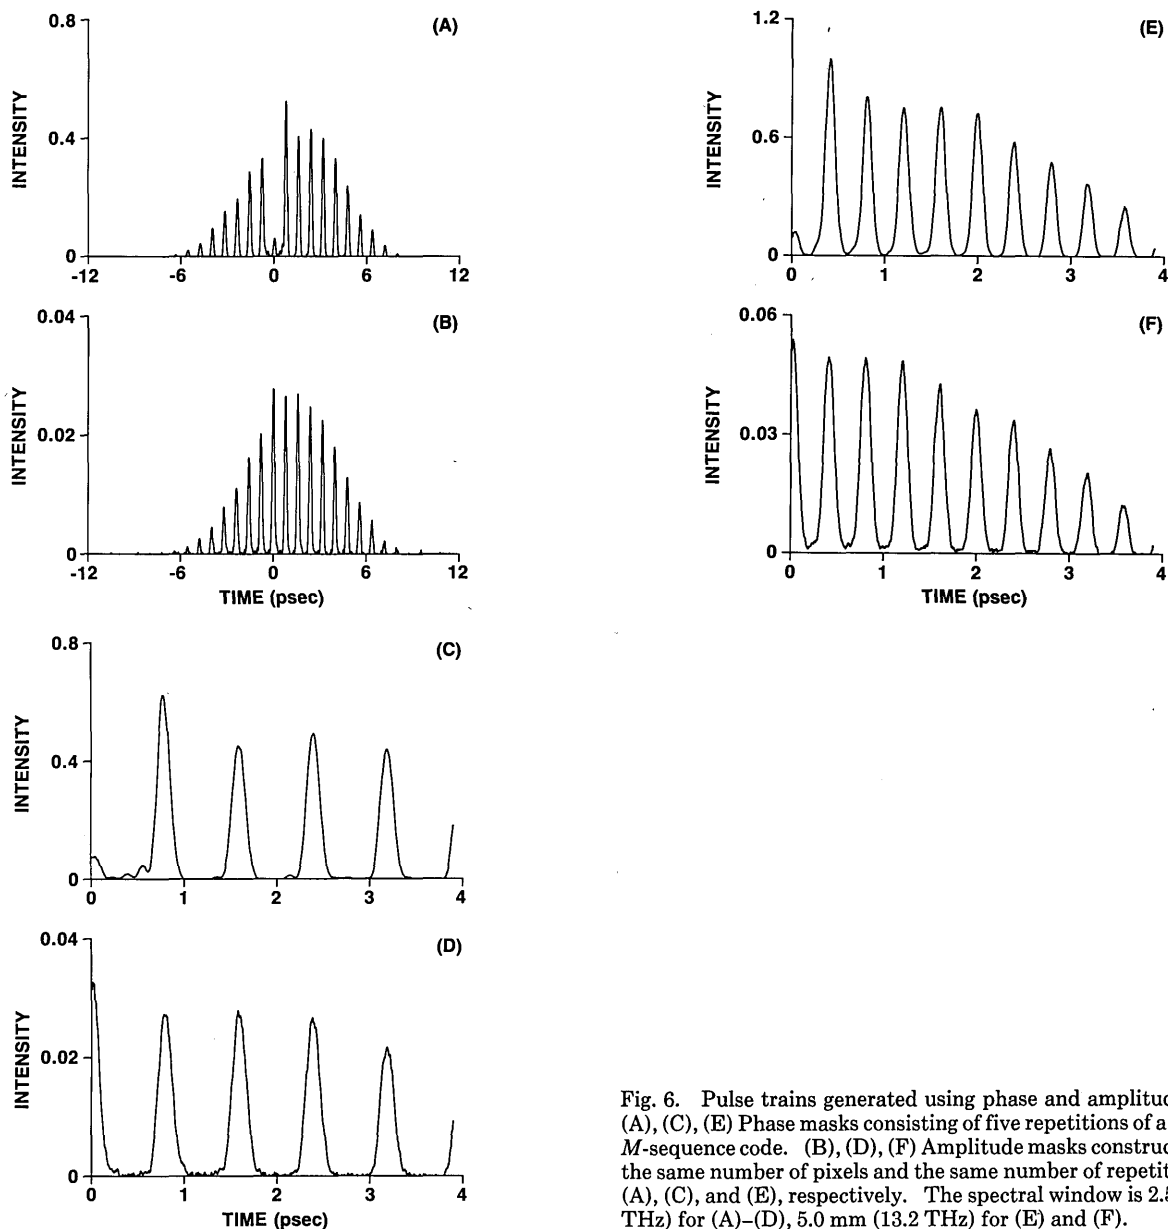 (A)
0.8
0.4
0
INTENSITY
-12 -6 0 6 12
(B)
0.04
0.02
0
INTENSITY
-12 -6 0 6 12
TIME (psec)
(C)
0.8
0.4
0
INTENSITY
0 1 2 3 4
(D)
0.04
0.02
0
INTENSITY
0 1 2 3 4
TIME (psec)
(E)
1.2
0.6
0
INTENSITY
0 1 2 3 4
(F)
0.06
0.03
0
INTENSITY
0 1 2 3 4
TIME (psec)
Fig. 6. Pulse trains generated using phase and
(A), (C), (E) Phase masks consisting of five repetitions of a
M-sequence code. (B), (D), (F) Amplitude masks
the same number of pixels and the same number of
(A), (C), and (E), respectively. The spectral window is
THz) for (A)–(D), 5.0 mm (13.2 THz) for (E) and (F).